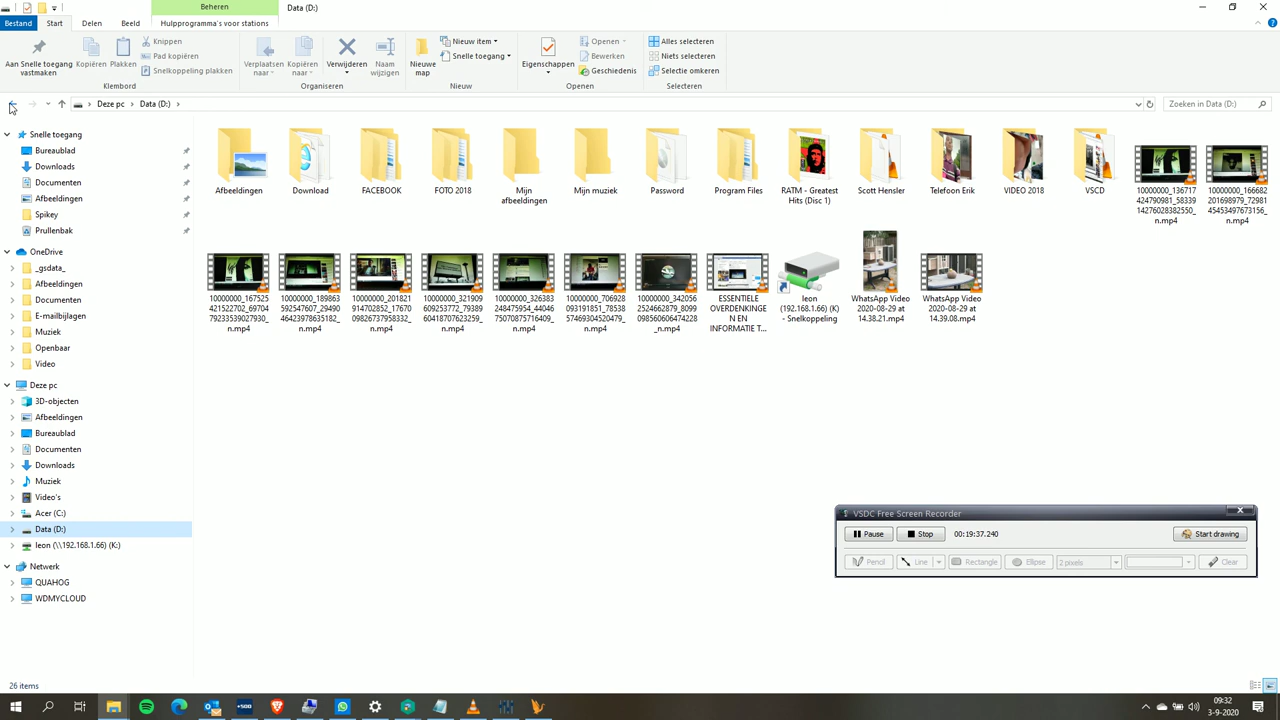 Beheren
Data (D:)
Bestand
Start
Delen
Beeld
Hulpprogramma's voor stations
Aan Snelle toegang
vastmaken
Kopiëren
Plakken
Knippen
Pad kopiëren
Snelkoppeling plakken
Klembord
Verplaatsen
naar
Kopiëren
naar
Verwijderen
Naam
wijzigen
Organiseren
Nieuwe
map
Nieuw item
Snelle toegang
Nieuw
Eigenschappen
Openen
Bewerken
Geschiedenis
Openen
Alles selecteren
Niets selecteren
Selectie omkeren
Selecteren
Deze pc
Data (D:)
Zoeken in Data (D:)
Snelle toegang
Bureaublad
Downloads
Documenten
Afbeeldingen
Spikey
Prullenbak
OneDrive
_gsdata_
Afbeeldingen
Documenten
E-mailbijlagen
Muziek
Openbaar
Video
Deze pc
3D-objecten
Afbeeldingen
Bureaublad
Documenten
Downloads
Muziek
Video's
Acer (C:)
Data (D:)
leon (\\192.168.1.66) (K:)
Netwerk
QUAHOG
WDMYCLOUD
Afbeeldingen
Download
FACEBOOK
FOTO 2018
Mijn
afbeeldingen
Mijn muziek
Password
Program Files
RATM - Greatest
Hits (Disc 1)
Scott Hensler
Telefoon Erik
VIDEO 2018
VSCD
10000000_136717
424790981_58339
14276028382550_
n.mp4
10000000_166682
201698979_72981
45453497673156_
n.mp4
10000000_167525
421522702_69704
79233539027930_
n.mp4
10000000_189863
592547607_29490
46423978635182_
n.mp4
10000000_201821
914702852_17670
09826737958332_
n.mp4
10000000_321909
609253772_79389
60418707623259_
n.mp4
10000000_326383
248475954_44046
75070875716409_
n.mp4
10000000_706928
093191851_78538
57469304520479_
n.mp4
10000000_342056
2524662879_8099
098560606474228
_n.mp4
ESSENTIELE
OVERDENKINGE
N EN
INFORMATIE T...
leon
(192.168.1.66) (K)
- Snelkoppeling
WhatsApp Video
2020-08-29 at
14.38.21.mp4
WhatsApp Video
2020-08-29 at
14.39.08.mp4
VSDC Free Screen Recorder
Pause
Stop
00:19:37.240
Start drawing
Pencil
Line
Rectangle
Ellipse
2 pixels
Clear
26 items
+500
09:32
3-9-2020